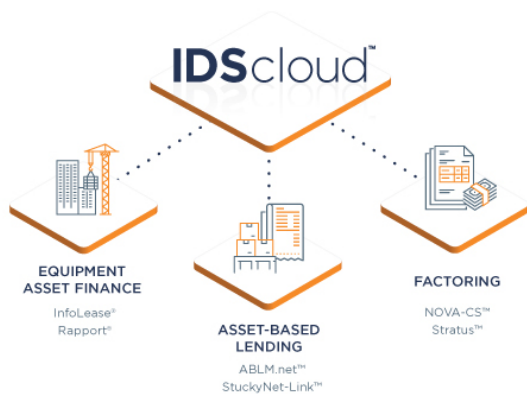 IDScloud™
EQUIPMENT
ASSET FINANCE
InfoLease®
Rapport®
ASSET-BASED
LENDING
ABLM.net™
StuckyNet-Link™
FACTORING
NOVA-CS™
Stratus™